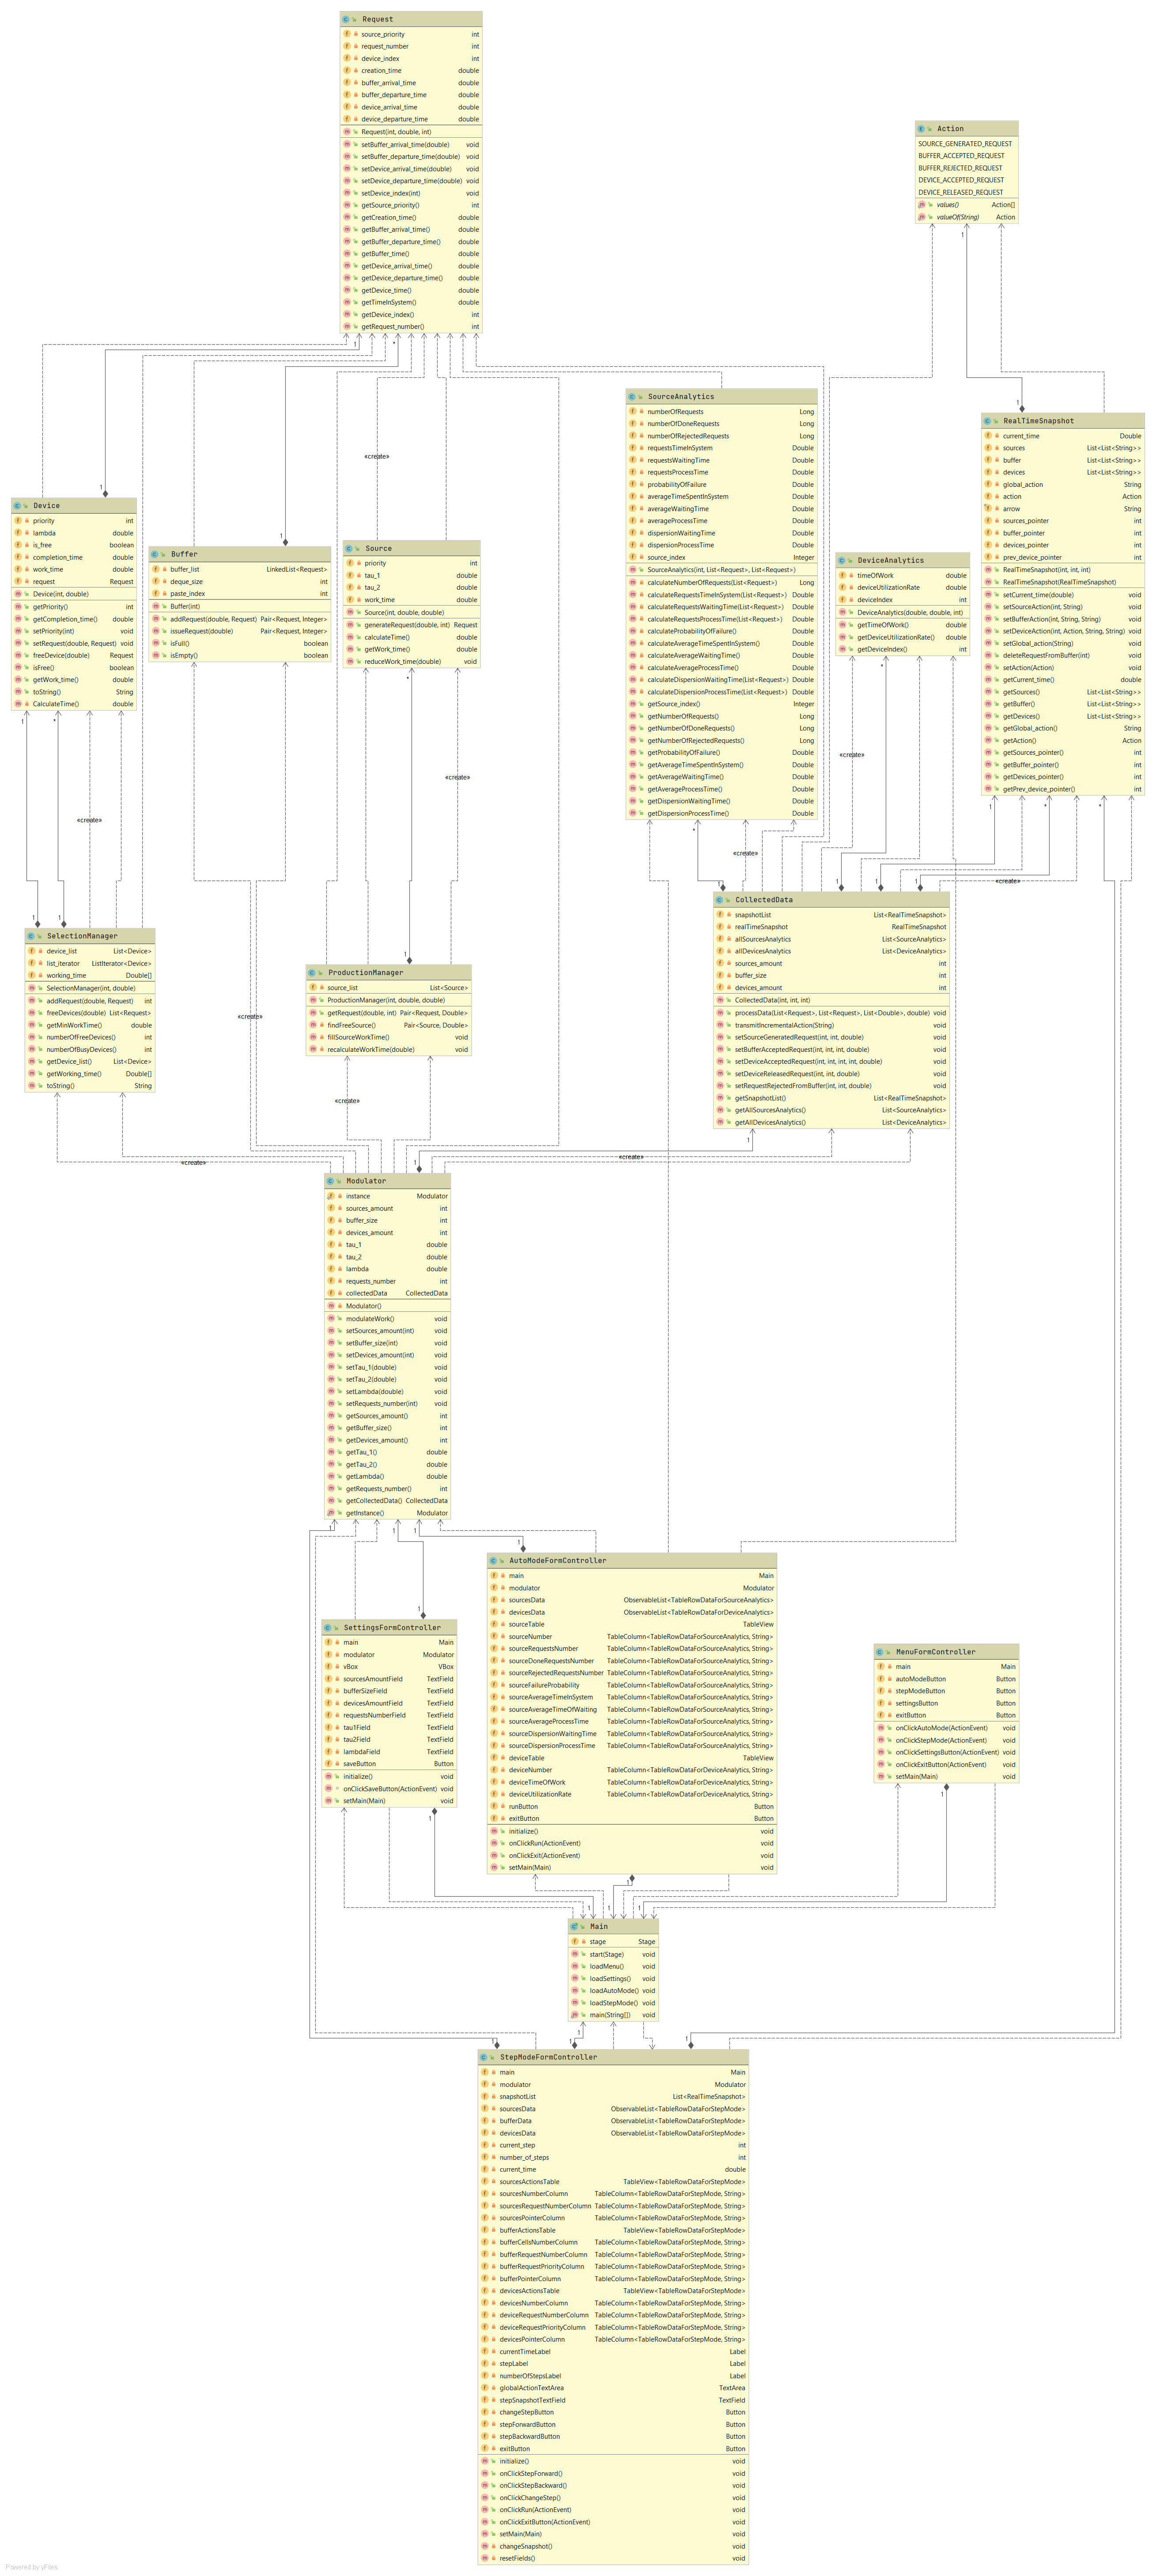 Request
source_priority int
request_number int
device_index int
creation_time double
buffer_arrival_time double
buffer_departure_time double
device_arrival_time double
device_departure_time double
Request(int, double, int)
setBuffer_arrival_time(double) void
setBuffer_departure_time(double) void
setDevice_arrival_time(double) void
setDevice_departure_time(double) void
setDevice_index(int) void
getSource_priority() int
getCreation_time() double
getBuffer_arrival_time() double
getBuffer_departure_time() double
getBuffer_time() double
getDevice_arrival_time() double
getDevice_departure_time() double
getDevice_time() double
getTimeInSystem() double
getDevice_index() int
getRequest_number() int
Action
SOURCE_GENERATED_REQUEST
BUFFER_ACCEPTED_REQUEST
BUFFER_REJECTED_REQUEST
DEVICE_ACCEPTED_REQUEST
DEVICE_RELEASED_REQUEST
values() Action[]
valueOf(String) Action
1
*
1
1
1
1
«create»
SourceAnalytics
numberOfRequests Long
numberOfDoneRequests Long
numberOfRejectedRequests Long
requestsTimeInSystem Double
requestsWaitingTime Double
requestsProcessTime Double
probabilityOfFailure Double
averageTimeSpentInSystem Double
averageWaitingTime Double
averageProcessTime Double
dispersionWaitingTime Double
dispersionProcessTime Double
source_index Integer
SourceAnalytics(int, List<Request>, List<Request>)
calculateNumberOfRequests(List<Request>) Long
calculateRequestsTimeInSystem(List<Request>) Double
calculateRequestsWaitingTime(List<Request>) Double
calculateRequestsProcessTime(List<Request>) Double
calculateProbabilityOfFailure() Double
calculateAverageTimeSpentInSystem() Double
calculateAverageWaitingTime() Double
calculateAverageProcessTime() Double
calculateDispersionWaitingTime(List<Request>) Double
calculateDispersionProcessTime(List<Request>) Double
getSource_index() Integer
getNumberOfRequests() Long
getNumberOfDoneRequests() Long
getNumberOfRejectedRequests() Long
getProbabilityOfFailure() Double
getAverageTimeSpentInSystem() Double
getAverageWaitingTime() Double
getAverageProcessTime() Double
getDispersionWaitingTime() Double
getDispersionProcessTime() Double
RealTimeSnapshot
current_time Double
sources List<List<String>>
buffer List<List<String>>
devices List<List<String>>
global_action String
action Action
arrow String
sources_pointer int
buffer_pointer int
devices_pointer int
prev_device_pointer int
RealTimeSnapshot(int, int, int)
RealTimeSnapshot(RealTimeSnapshot)
setCurrent_time(double) void
setSourceAction(int, String) void
setBufferAction(int, String, String) void
setDeviceAction(int, Action, String, String) void
setGlobal_action(String) void
deleteRequestFromBuffer(int) void
setAction(Action) void
getCurrent_time() double
getSources() List<List<String>>
getBuffer() List<List<String>>
getDevices() List<List<String>>
getGlobal_action() String
getAction() Action
getSources_pointer() int
getBuffer_pointer() int
getDevices_pointer() int
getPrev_device_pointer() int
Device
priority int
lambda double
is_free boolean
completion_time double
work_time double
request Request
Device(int, double)
getPriority() int
getCompletion_time() double
setPriority(int) void
setRequest(double, Request) void
freeDevice(double) Request
isFree() boolean
getWork_time() double
toString() String
CalculateTime() double
Buffer
buffer_list LinkedList<Request>
deque_size int
paste_index int
Buffer(int)
addRequest(double, Request) Pair<Request, Integer>
issueRequest(double) Pair<Request, Integer>
isFull() boolean
isEmpty() boolean
Source
priority int
tau_1 double
tau_2 double
work_time double
Source(int, double, double)
generateRequest(double, int) Request
calculateTime() double
getWork_time() double
reduceWork_time(double) void
DeviceAnalytics
timeOfWork double
deviceUtilizationRate double
deviceIndex int
DeviceAnalytics(double, double, int)
getTimeOfWork() double
getDeviceUtilizationRate() double
getDeviceIndex() int
1
*
*
*
*
1
*
*
«create»
«create»
«create»
«create»
«create»
1
1
1
1
1
1
1
SelectionManager
device_list List<Device>
list_iterator ListIterator<Device>
working_time Double[]
SelectionManager(int, double)
addRequest(double, Request) int
freeDevices(double) List<Request>
getMinWorkTime() double
numberOfFreeDevices() int
numberOfBusyDevices() int
getDevice_list() List<Device>
getWorking_time() Double[]
toString() String
ProductionManager
source_list List<Source>
ProductionManager(int, double, double)
getRequest(double, int) Pair<Request, Double>
findFreeSource() Pair<Source, Double>
fillSourceWorkTime() void
recalculateWorkTime(double) void
CollectedData
snapshotList List<RealTimeSnapshot>
realTimeSnapshot RealTimeSnapshot
allSourcesAnalytics List<SourceAnalytics>
allDevicesAnalytics List<DeviceAnalytics>
sources_amount int
buffer_size int
devices_amount int
CollectedData(int, int, int)
processData(List<Request>, List<Request>, List<Double>, double) void
transmitIncrementalAction(String) void
setSourceGeneratedRequest(int, int, double) void
setBufferAcceptedRequest(int, int, int, double) void
setDeviceAcceptedRequest(int, int, int, int, double) void
setDeviceReleasedRequest(int, int, double) void
setRequestRejectedFromBuffer(int, int, double) void
getSnapshotList() List<RealTimeSnapshot>
getAllSourcesAnalytics() List<SourceAnalytics>
getAllDevicesAnalytics() List<DeviceAnalytics>
«create»
«create»
«create»
«create»
1
1
Modulator
instance Modulator
sources_amount int
buffer_size int
devices_amount int
tau_1 double
tau_2 double
lambda double
requests_number int
collectedData CollectedData
Modulator()
modulateWork() void
setSources_amount(int) void
setBuffer_size(int) void
setDevices_amount(int) void
setTau_1(double) void
setTau_2(double) void
setLambda(double) void
setRequests_number(int) void
getSources_amount() int
getBuffer_size() int
getDevices_amount() int
getTau_1() double
getTau_2() double
getLambda() double
getRequests_number() int
getCollectedData() CollectedData
getInstance() Modulator
1
1
1
1
1
AutoModeFormController
main Main
modulator Modulator
sourcesData ObservableList<TableRowDataForSourceAnalytics>
devicesData ObservableList<TableRowDataForDeviceAnalytics>
sourceTable TableView
sourceNumber TableColumn<TableRowDataForSourceAnalytics, String>
sourceRequestsNumber TableColumn<TableRowDataForSourceAnalytics, String>
sourceDoneRequestsNumber TableColumn<TableRowDataForSourceAnalytics, String>
sourceRejectedRequestsNumber TableColumn<TableRowDataForSourceAnalytics, String>
sourceFailureProbability TableColumn<TableRowDataForSourceAnalytics, String>
sourceAverageTimeInSystem TableColumn<TableRowDataForSourceAnalytics, String>
sourceAverageTimeOfWaiting TableColumn<TableRowDataForSourceAnalytics, String>
sourceAverageProcessTime TableColumn<TableRowDataForSourceAnalytics, String>
sourceDispersionWaitingTime TableColumn<TableRowDataForSourceAnalytics, String>
sourceDispersionProcessTime TableColumn<TableRowDataForSourceAnalytics, String>
deviceTable TableView
deviceNumber TableColumn<TableRowDataForDeviceAnalytics, String>
deviceTimeOfWork TableColumn<TableRowDataForDeviceAnalytics, String>
deviceUtilizationRate TableColumn<TableRowDataForDeviceAnalytics, String>
runButton Button
exitButton Button
initialize() void
onClickRun(ActionEvent) void
onClickExit(ActionEvent) void
setMain(Main) void
SettingsFormController
main Main
modulator Modulator
vBox VBox
sourcesAmountField TextField
bufferSizeField TextField
devicesAmountField TextField
requestsNumberField TextField
tau1Field TextField
tau2Field TextField
lambdaField TextField
saveButton Button
initialize() void
onClickSaveButton(ActionEvent) void
setMain(Main) void
MenuFormController
main Main
autoModeButton Button
stepModeButton Button
settingsButton Button
exitButton Button
onClickAutoMode(ActionEvent) void
onClickStepMode(ActionEvent) void
onClickSettingsButton(ActionEvent) void
onClickExitButton(ActionEvent) void
setMain(Main) void
1
1
1
1
1
1
Main
stage Stage
start(Stage) void
loadMenu() void
loadSettings() void
loadAutoMode() void
loadStepMode() void
main(String[]) void
1
1
1
1
StepModeFormController
main Main
modulator Modulator
snapshotList List<RealTimeSnapshot>
sourcesData ObservableList<TableRowDataForStepMode>
bufferData ObservableList<TableRowDataForStepMode>
devicesData ObservableList<TableRowDataForStepMode>
current_step int
number_of_steps int
current_time double
sourcesActionsTable TableView<TableRowDataForStepMode>
sourcesNumberColumn TableColumn<TableRowDataForStepMode, String>
sourcesRequestNumberColumn TableColumn<TableRowDataForStepMode, String>
sourcesPointerColumn TableColumn<TableRowDataForStepMode, String>
bufferActionsTable TableView<TableRowDataForStepMode>
bufferCellsNumberColumn TableColumn<TableRowDataForStepMode, String>
bufferRequestNumberColumn TableColumn<TableRowDataForStepMode, String>
bufferRequestPriorityColumn TableColumn<TableRowDataForStepMode, String>
bufferPointerColumn TableColumn<TableRowDataForStepMode, String>
devicesActionsTable TableView<TableRowDataForStepMode>
devicesNumberColumn TableColumn<TableRowDataForStepMode, String>
deviceRequestNumberColumn TableColumn<TableRowDataForStepMode, String>
deviceRequestPriorityColumn TableColumn<TableRowDataForStepMode, String>
devicesPointerColumn TableColumn<TableRowDataForStepMode, String>
currentTimeLabel Label
stepLabel Label
numberOfStepsLabel Label
globalActionTextArea TextArea
stepSnapshotTextField TextField
changeStepButton Button
stepForwardButton Button
stepBackwardButton Button
exitButton Button
initialize() void
onClickStepForward() void
onClickStepBackward() void
onClickChangeStep() void
onClickRun(ActionEvent) void
onClickExitButton(ActionEvent) void
setMain(Main) void
changeSnapshot() void
resetFields() void
Powered by yFiles